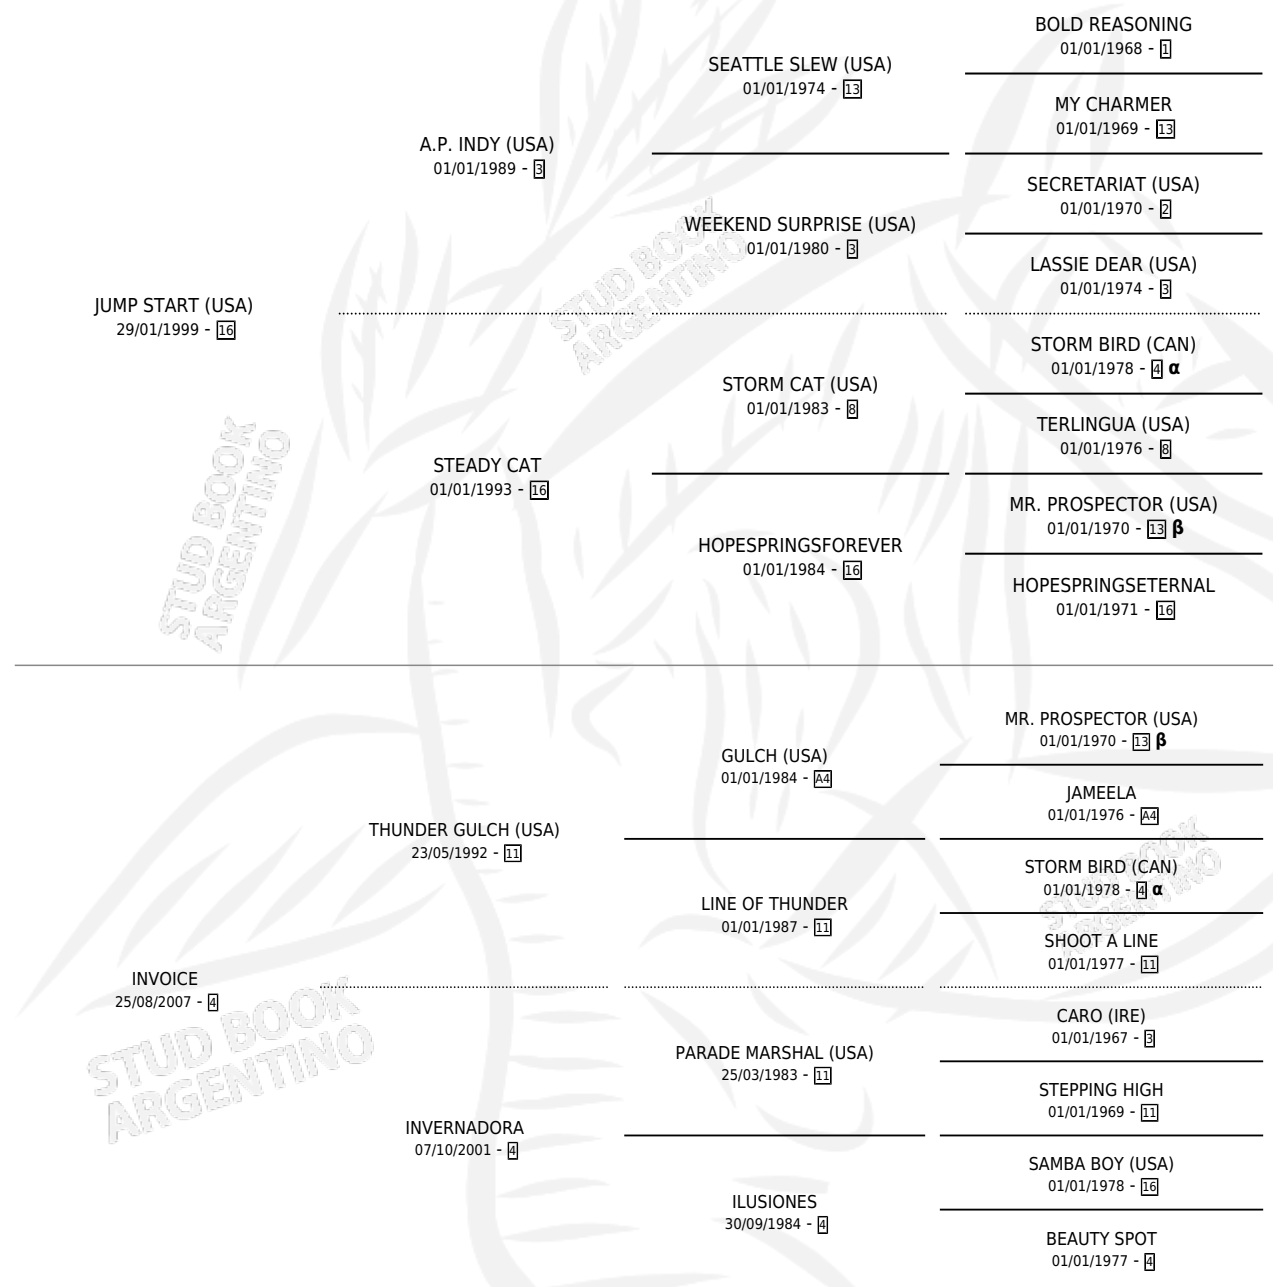 BOLD REASONING
01/01/1968 - 1
SEATTLE SLEW (USA)
01/01/1974 - 13
MY CHARMER
01/01/1969 - 13
A.P. INDY (USA)
01/01/1989 - 3
SECRETARIAT (USA)
01/01/1970 - 2
WEEKEND SURPRISE (USA)
01/01/1980 - 3
LASSIE DEAR (USA)
01/01/1974 - 3
STUD BOOK
ARGENTINO
JUMP START (USA)
29/01/1999 - 16
STORM BIRD (CAN)
01/01/1978 - 4 α
STORM CAT (USA)
01/01/1983 - 8
TERLINGUA (USA)
01/01/1976 - 8
STEADY CAT
01/01/1993 - 16
MR. PROSPECTOR (USA)
01/01/1970 - 13 β
HOPESPRINGSFOREVER
01/01/1984 - 16
HOPESPRINGSETERNAL
01/01/1971 - 16
STUD BOOK
ARGENTINO
MR. PROSPECTOR (USA)
01/01/1970 - 13 β
GULCH (USA)
01/01/1984 - A4
JAMEELA
01/01/1976 - A4
THUNDER GULCH (USA)
23/05/1992 - 11
STORM BIRD (CAN)
01/01/1978 - 4 α
LINE OF THUNDER
01/01/1987 - 11
SHOOT A LINE
01/01/1977 - 11
STUD BOOK
ARGENTINO
INVOICE
25/08/2007 - 4
CARO (IRE)
01/01/1967 - 3
PARADE MARSHAL (USA)
25/03/1983 - 11
STEPPING HIGH
01/01/1969 - 11
INVERNADORA
07/10/2001 - 4
SAMBA BOY (USA)
01/01/1978 - 16
ILUSIONES
30/09/1984 - 4
BEAUTY SPOT
01/01/1977 - 4
STUD BOOK
ARGENTINO